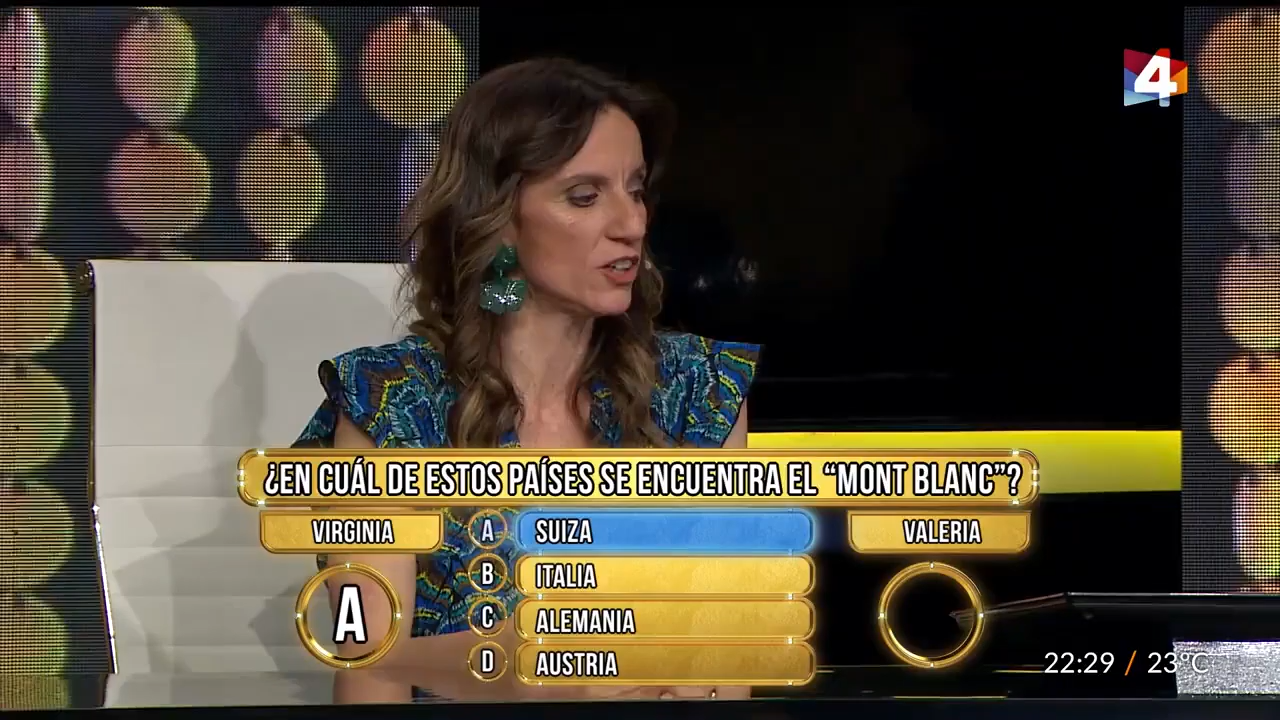 4
¿EN CUÁL DE ESTOS PAÍSES SE ENCUENTRA EL “MONT BLANC”?
VIRGINIA
A
A SUIZA
B ITALIA
C ALEMANIA
D AUSTRIA
VALERIA
22:29 / 23°C